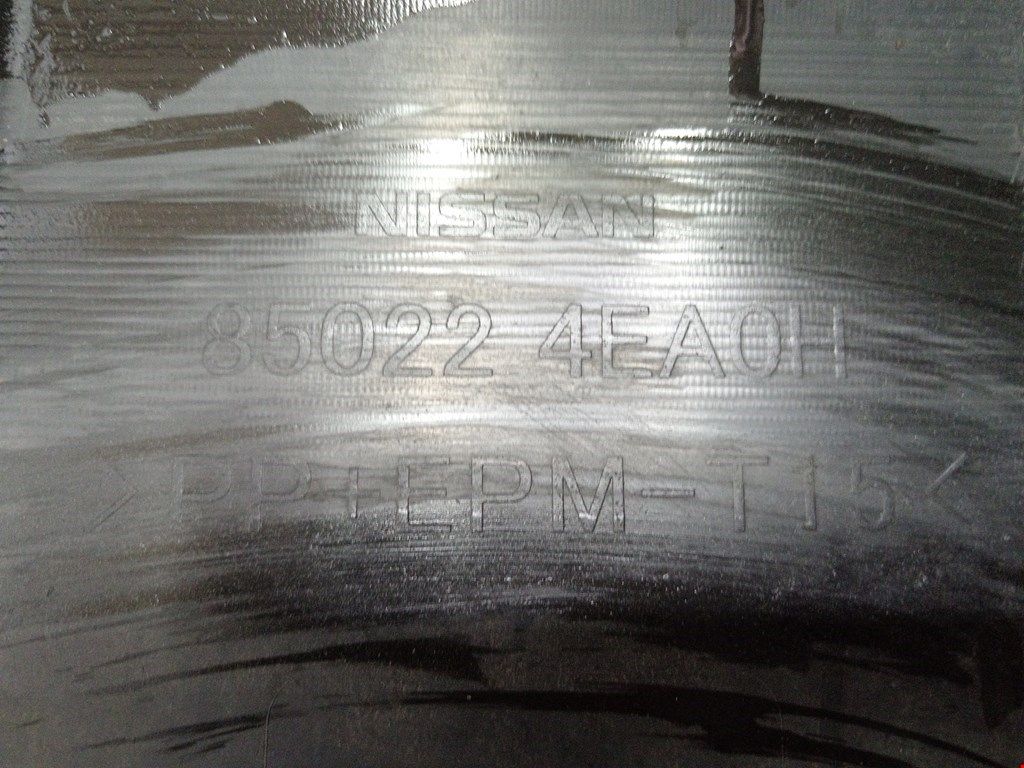 NISSAN
85022 4EA0H
>PP+EPM-T15<